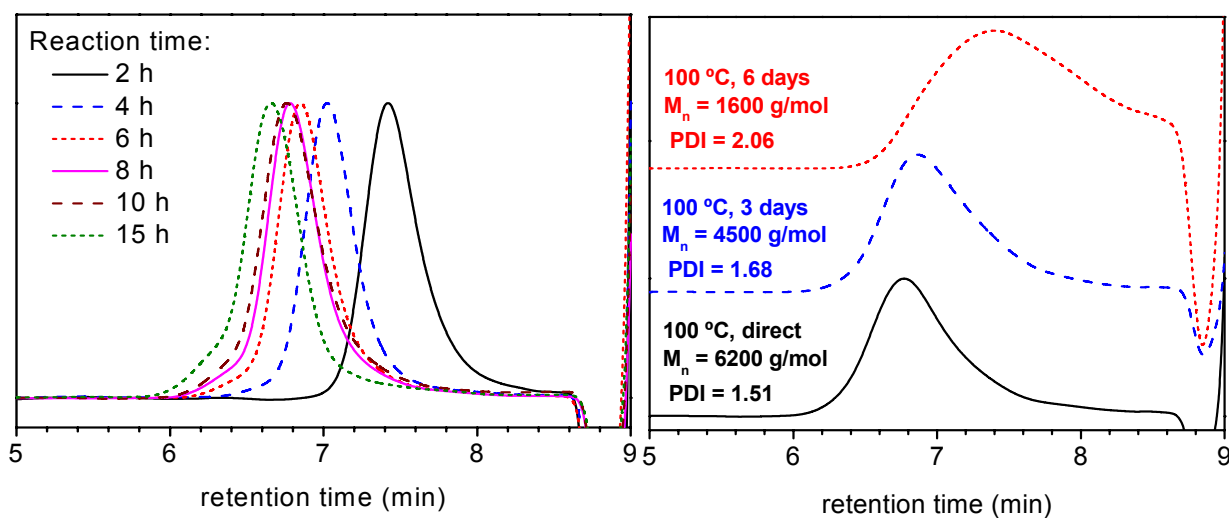 Reaction time:
2 h
4 h
6 h
8 h
10 h
15 h
5 6 7 8 9
retention time (min)
100 ºC, 6 days
Mn = 1600 g/mol
PDI = 2.06
100 ºC, 3 days
Mn = 4500 g/mol
PDI = 1.68
100 ºC, direct
Mn = 6200 g/mol
PDI = 1.51
5 6 7 8 9
retention time (min)